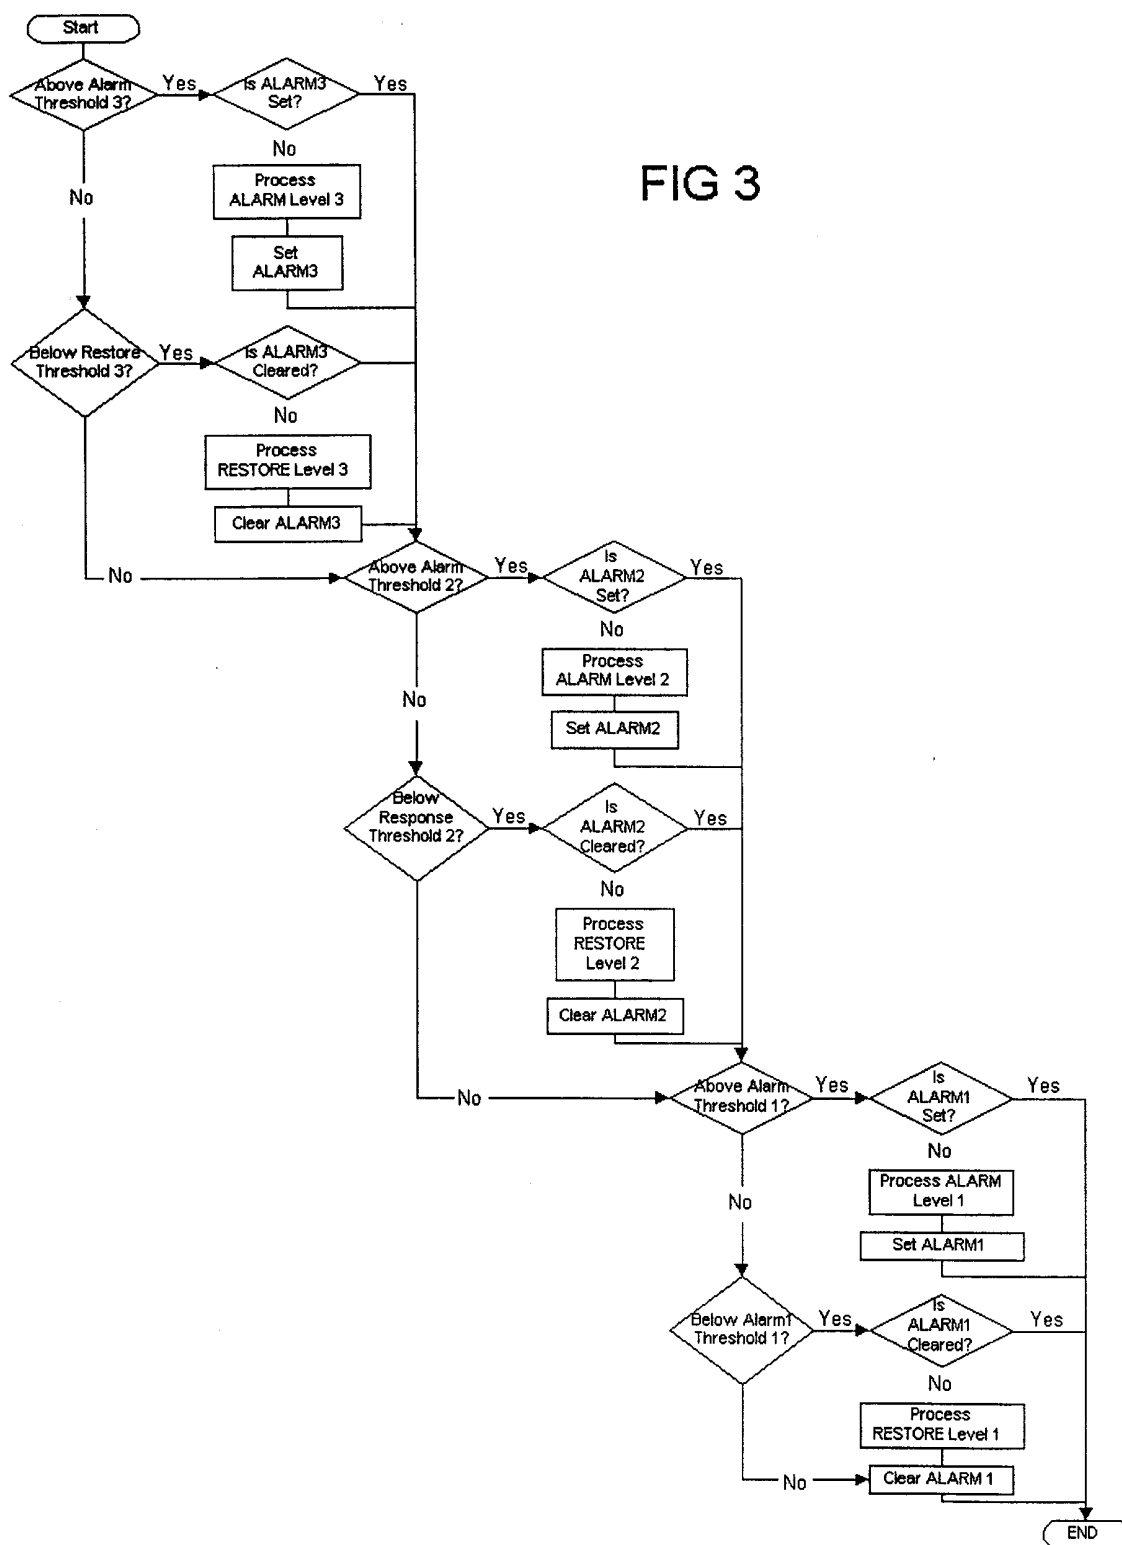 Start
Above Alarm
Threshold 3?
Yes
Is ALARM3
Set?
Yes
No
Process
ALARM Level 3
Set
ALARM3
No
FIG 3
Below Restore
Threshold 3?
Yes
Is ALARM3
Cleared?
No
Process
RESTORE Level 3
Clear ALARM3
No
Above Alarm
Threshold 2?
Yes
Is
ALARM2
Set?
Yes
No
Process
ALARM Level 2
Set ALARM2
No
Below
Response
Threshold 2?
Yes
Is
ALARM2
Cleared?
Yes
No
Process
RESTORE
Level 2
Clear ALARM2
No
Above Alarm
Threshold 1?
Yes
Is
ALARM1
Set?
Yes
No
Process ALARM
Level 1
Set ALARM1
No
Below Alarm1
Threshold 1?
Yes
Is
ALARM1
Cleared?
Yes
No
Process
RESTORE Level 1
No
Clear ALARM 1
END